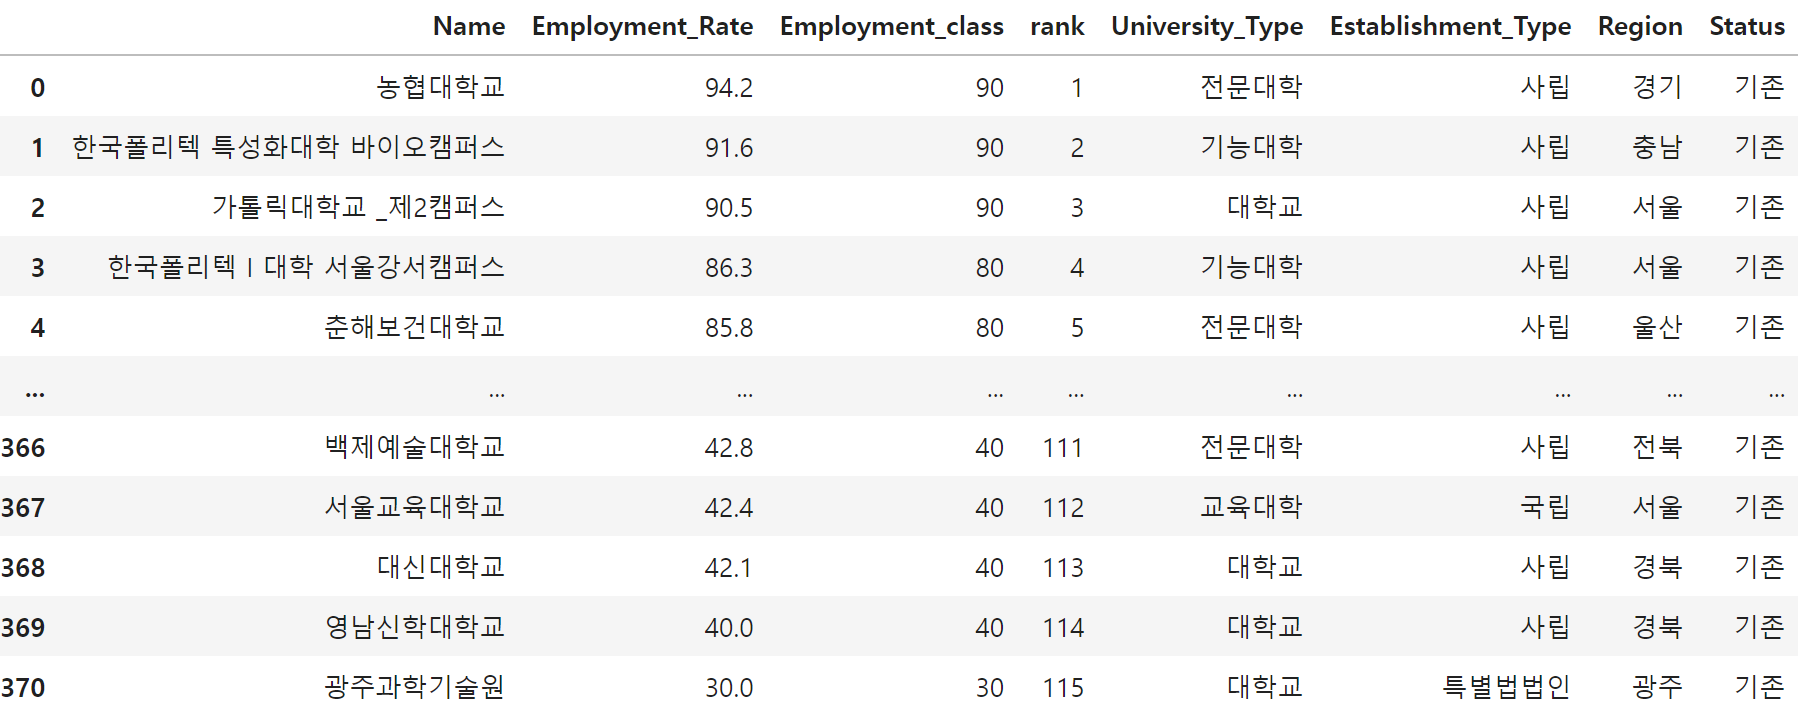 Name Employment_Rate Employment_class rank University_Type Establishment_Type Region Status
0 농협대학교 94.2 90 1 전문대학 사립 경기 기존
1 한국폴리텍 특성화대학 바이오캠퍼스 91.6 90 2 기능대학 사립 충남 기존
2 가톨릭대학교 _제2캠퍼스 90.5 90 3 대학교 사립 서울 기존
3 한국폴리텍 I 대학 서울강서캠퍼스 86.3 80 4 기능대학 사립 서울 기존
4 춘해보건대학교 85.8 80 5 전문대학 사립 울산 기존
... ... ... ... ... ... ... ... ...
366 백제예술대학교 42.8 40 111 전문대학 사립 전북 기존
367 서울교육대학교 42.4 40 112 교육대학 국립 서울 기존
368 대신대학교 42.1 40 113 대학교 사립 경북 기존
369 영남신학대학교 40.0 40 114 대학교 사립 경북 기존
370 광주과학기술원 30.0 30 115 대학교 특별법법인 광주 기존